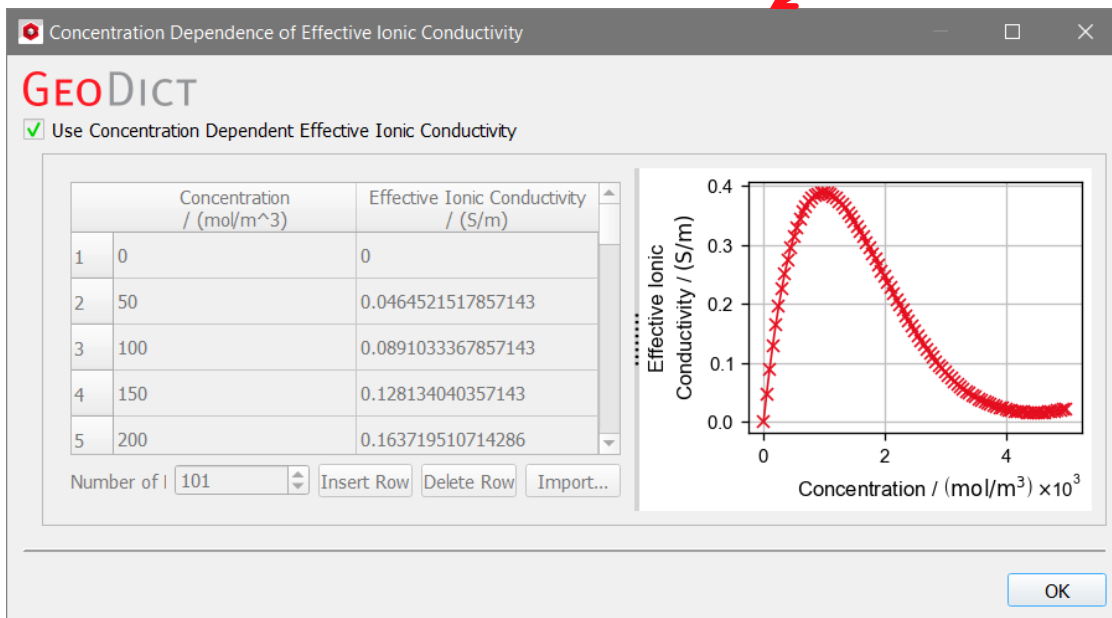 Concentration Dependence of Effective Ionic Conductivity
GEODICT
Use Concentration Dependent Effective Ionic Conductivity
Concentration / (mol/m^3) Effective Ionic Conductivity / (S/m)
1 0 0
2 50 0.0464521517857143
3 100 0.0891033367857143
4 150 0.128134040357143
5 200 0.163719510714286
Number of l 101 Insert Row Delete Row Import...
Effective Ionic
Conductivity / (S/m)
0.4
0.3
0.2
0.1
0.0
0 2 4
Concentration / (mol/m³) ×10³
OK